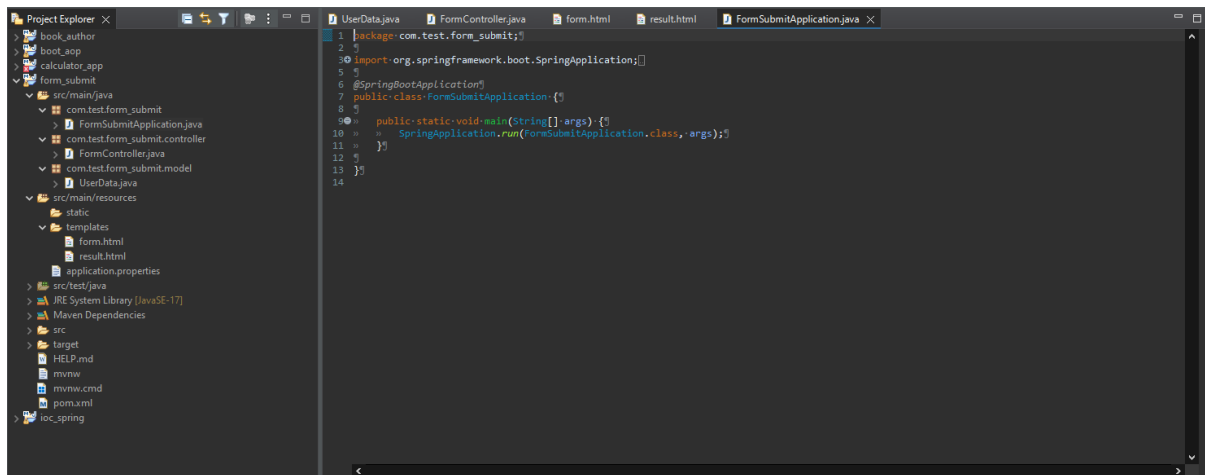 Project Explorer
book_author
boot_aop
calculator_app
form_submit
src/main/java
com.test.form_submit
FormSubmitApplication.java
com.test.form_submit.controller
FormController.java
com.test.form_submit.model
UserData.java
src/main/resources
static
templates
form.html
result.html
application.properties
src/test/java
JRE System Library [JavaSE-17]
Maven Dependencies
src
target
HELP.md
mvnw
mvnw.cmd
pom.xml
ioc_spring
UserData.java FormController.java form.html result.html FormSubmitApplication.java
1 package·com.test.form_submit;¶
2 ¶
3 import·org.springframework.boot.SpringApplication;
5 ¶
6 @SpringBootApplication¶
7 public·class·FormSubmitApplication·{¶
8 ¶
9 » public·static·void·main(String[]·args)·{¶
10 » » SpringApplication.run(FormSubmitApplication.class,·args);¶
11 » }¶
12 ¶
13 }¶
14